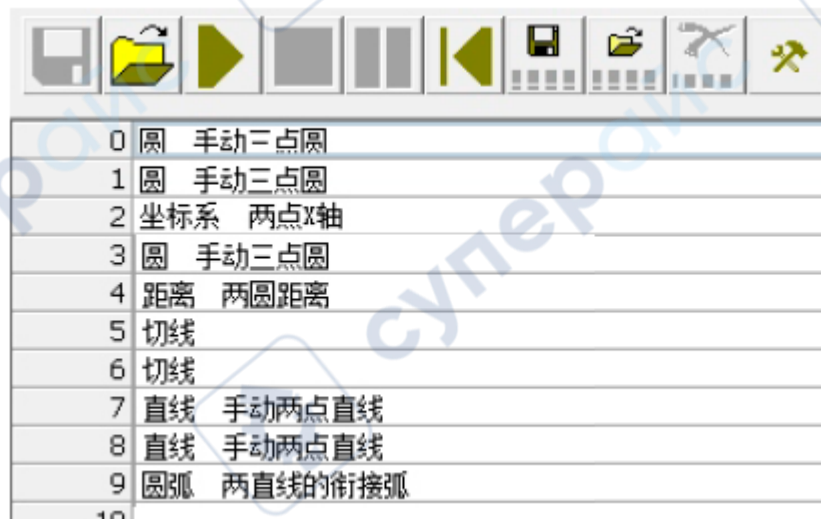 0 圆 手动三点圆
1 圆 手动三点圆
2 坐标系 两点X轴
3 圆 手动三点圆
4 距离 两圆距离
5 切线
6 切线
7 直线 手动两点直线
8 直线 手动两点直线
9 圆弧 两直线的衔接弧
10
супер
айс